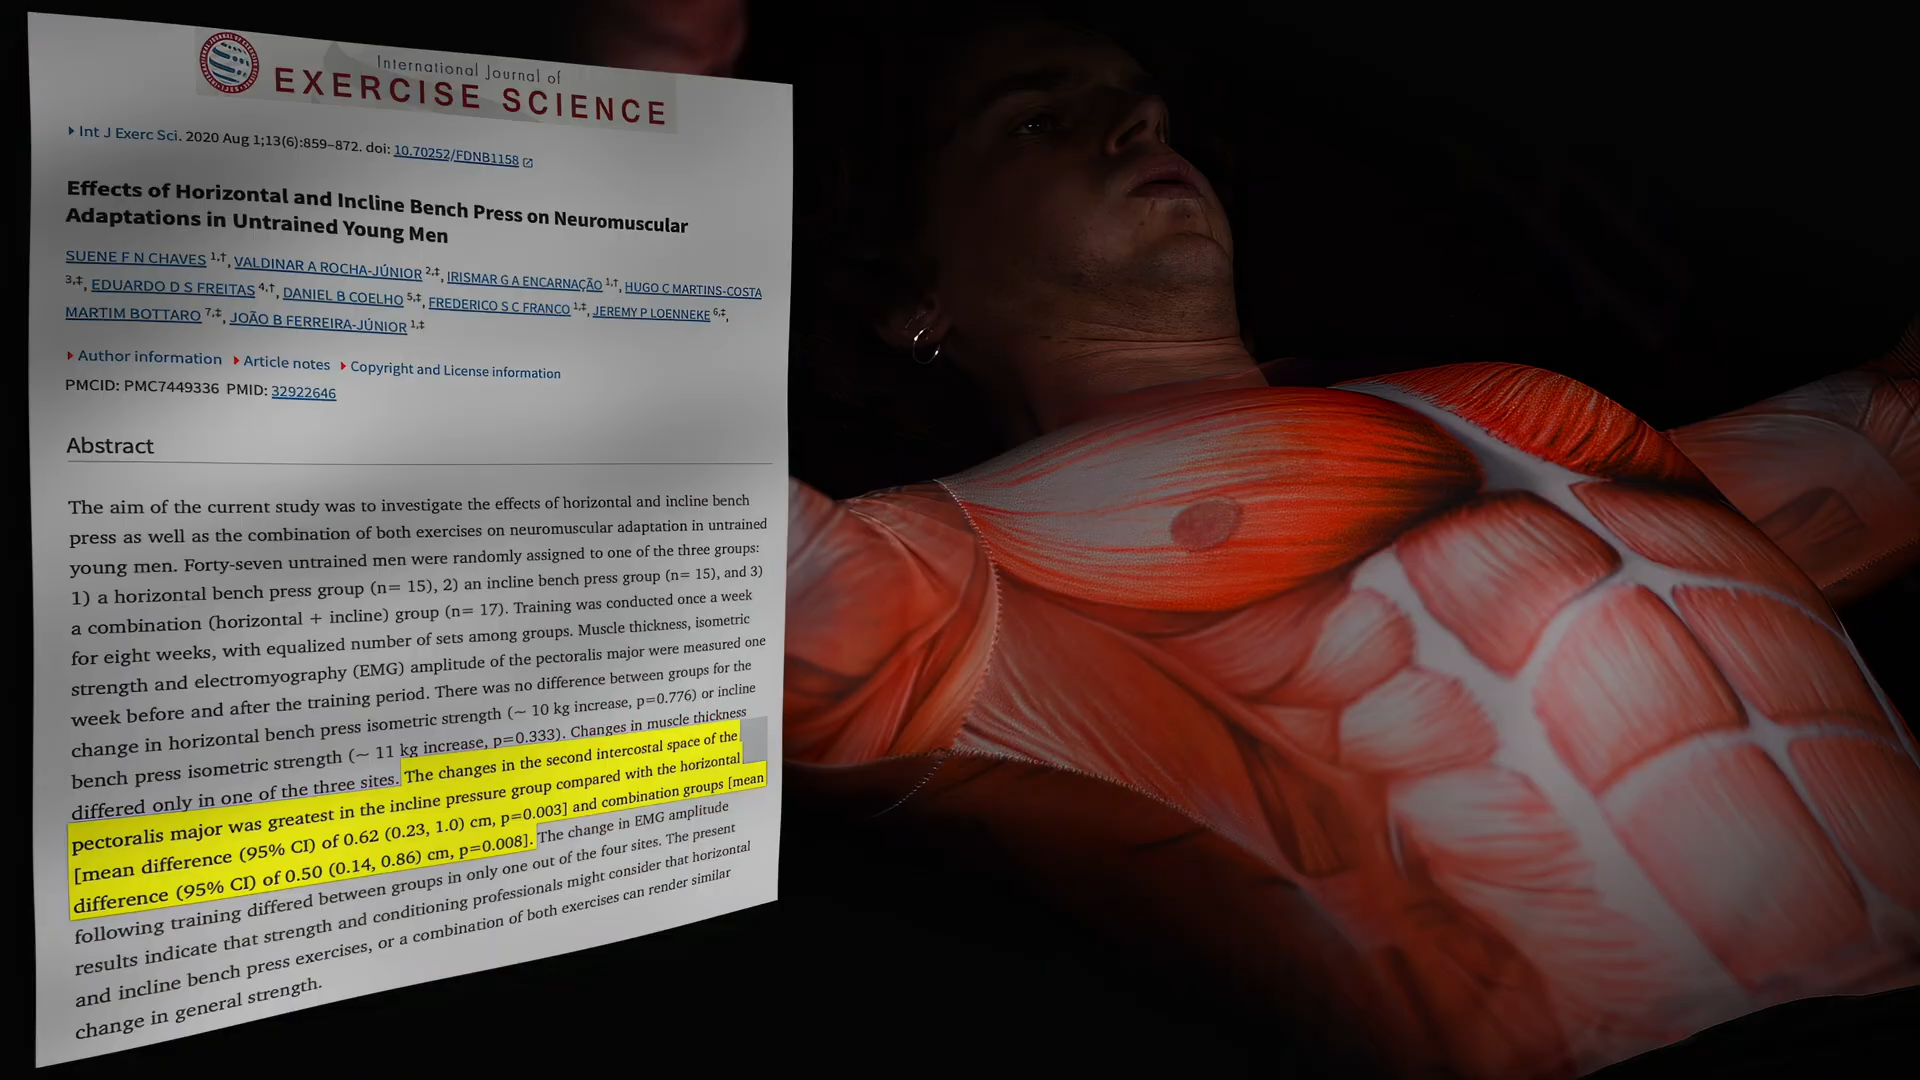 International Journal of
EXERCISE SCIENCE
Int J Exerc Sci. 2020 Aug 1;13(6):859–872. doi: 10.70252/FDNB1158
Effects of Horizontal and Incline Bench Press on Neuromuscular
Adaptations in Untrained Young Men
SUENE F N CHAVES 1,†, VALDINAR A ROCHA-JÚNIOR 2,‡, IRISMAR G A ENCARNAÇÃO 1,†, HUGO C MARTINS-COSTA
3,‡, EDUARDO D S FREITAS 4,†, DANIEL B COELHO 5,‡, FREDERICO S C FRANCO 1,‡, JEREMY P LOENNEKE 6,‡,
MARTIM BOTTARO 7,‡, JOÃO B FERREIRA-JÚNIOR 1,‡
Author information Article notes Copyright and License information
PMCID: PMC7449336 PMID: 32922646
Abstract
The aim of the current study was to investigate the effects of horizontal and incline bench
press as well as the combination of both exercises on neuromuscular adaptation in untrained
young men. Forty-seven untrained men were randomly assigned to one of the three groups:
1) a horizontal bench press group (n= 15), 2) an incline bench press group (n= 15), and 3)
a combination (horizontal + incline) group (n= 17). Training was conducted once a week
for eight weeks, with equalized number of sets among groups. Muscle thickness, isometric
strength and electromyography (EMG) amplitude of the pectoralis major were measured one
week before and after the training period. There was no difference between groups for the
change in horizontal bench press isometric strength (~ 10 kg increase, p=0.776) or incline
bench press isometric strength (~ 11 kg increase, p=0.333). Changes in muscle thickness
differed only in one of the three sites. The changes in the second intercostal space of the
pectoralis major was greatest in the incline pressure group compared with the horizontal
[mean difference (95% CI) of 0.62 (0.23, 1.0) cm, p=0.003] and combination groups [mean
difference (95% CI) of 0.50 (0.14, 0.86) cm, p=0.008]. The change in EMG amplitude
following training differed between groups in only one out of the four sites. The present
results indicate that strength and conditioning professionals might consider that horizontal
and incline bench press exercises, or a combination of both exercises can render similar
change in general strength.